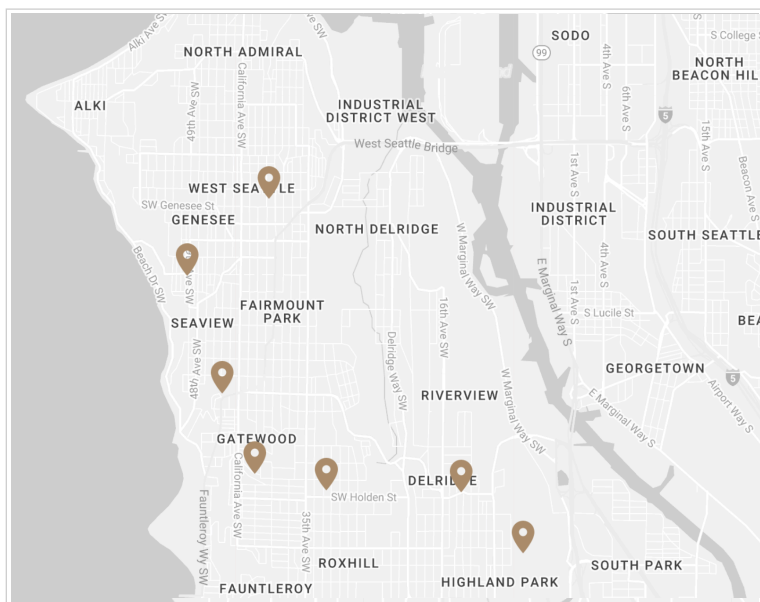 Alki Ave SW
NORTH ADMIRAL
ALKI
49th Ave SW
California Ave SW
SODO
99
4th Ave S
S College S
NORTH
BEACON HIL
6th Ave S
5
15th Ave S
INDUSTRIAL
DISTRICT WEST
West Seattle Bridge
1st Ave S
Beacon Ave S
WEST SEATTLE
SW Genesee St
GENESEE
NORTH DELRIDGE
INDUSTRIAL
DISTRICT
SOUTH SEATTLE
W Marginal Way SW
E Marginal Way S
4th Ave S
1st Ave S
Beach Dr SW
Ave SW
FAIRMOUNT
PARK
SEAVIEW
16th Ave SW
Delridge Way SW
S Lucile St
BEA
48th Ave SW
GEORGETOWN
5
Airport Way S
RIVERVIEW
W Marginal Way SW
E Marginal Way S
GATEWOOD
California Ave SW
SW Holden St
DELRIDGE
Fauntleroy Wy SW
35th Ave SW
ROXHILL
HIGHLAND PARK
SOUTH PARK
FAUNTLEROY